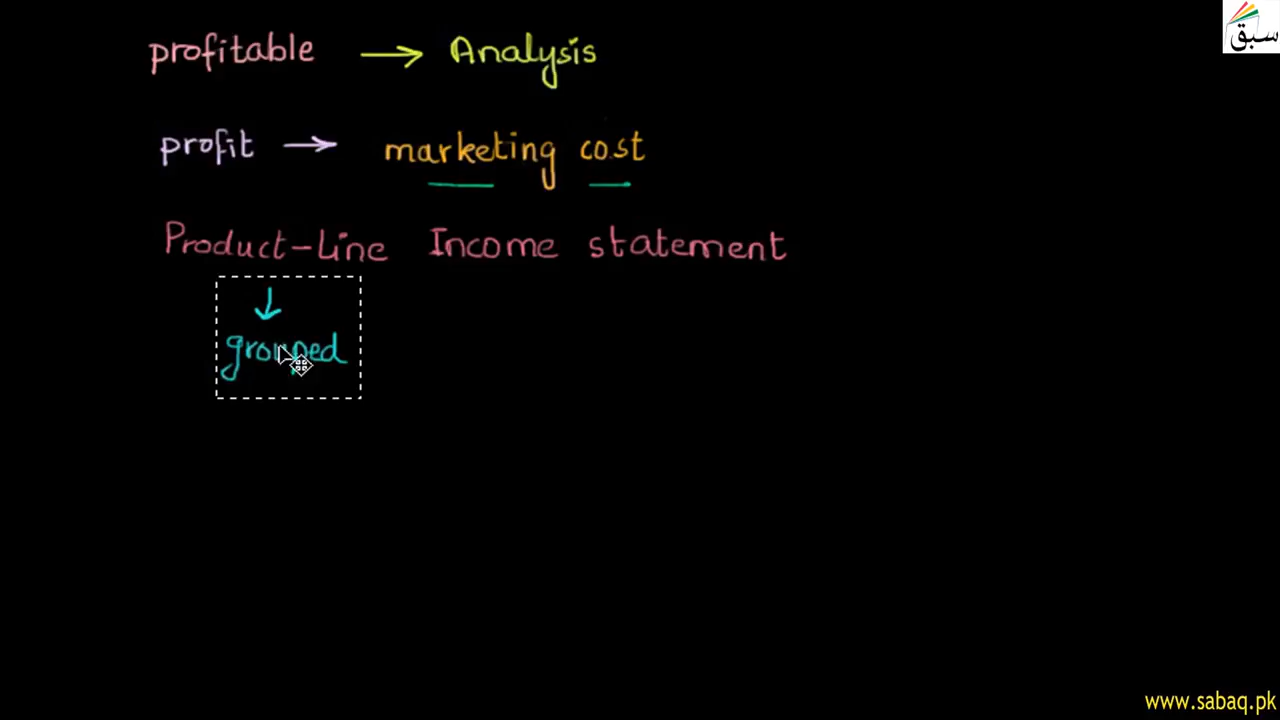 سبق
profitable → Analysis
profit → marketing cost
Product-Line Income statement
↓
grouped
www.sabaq.pk